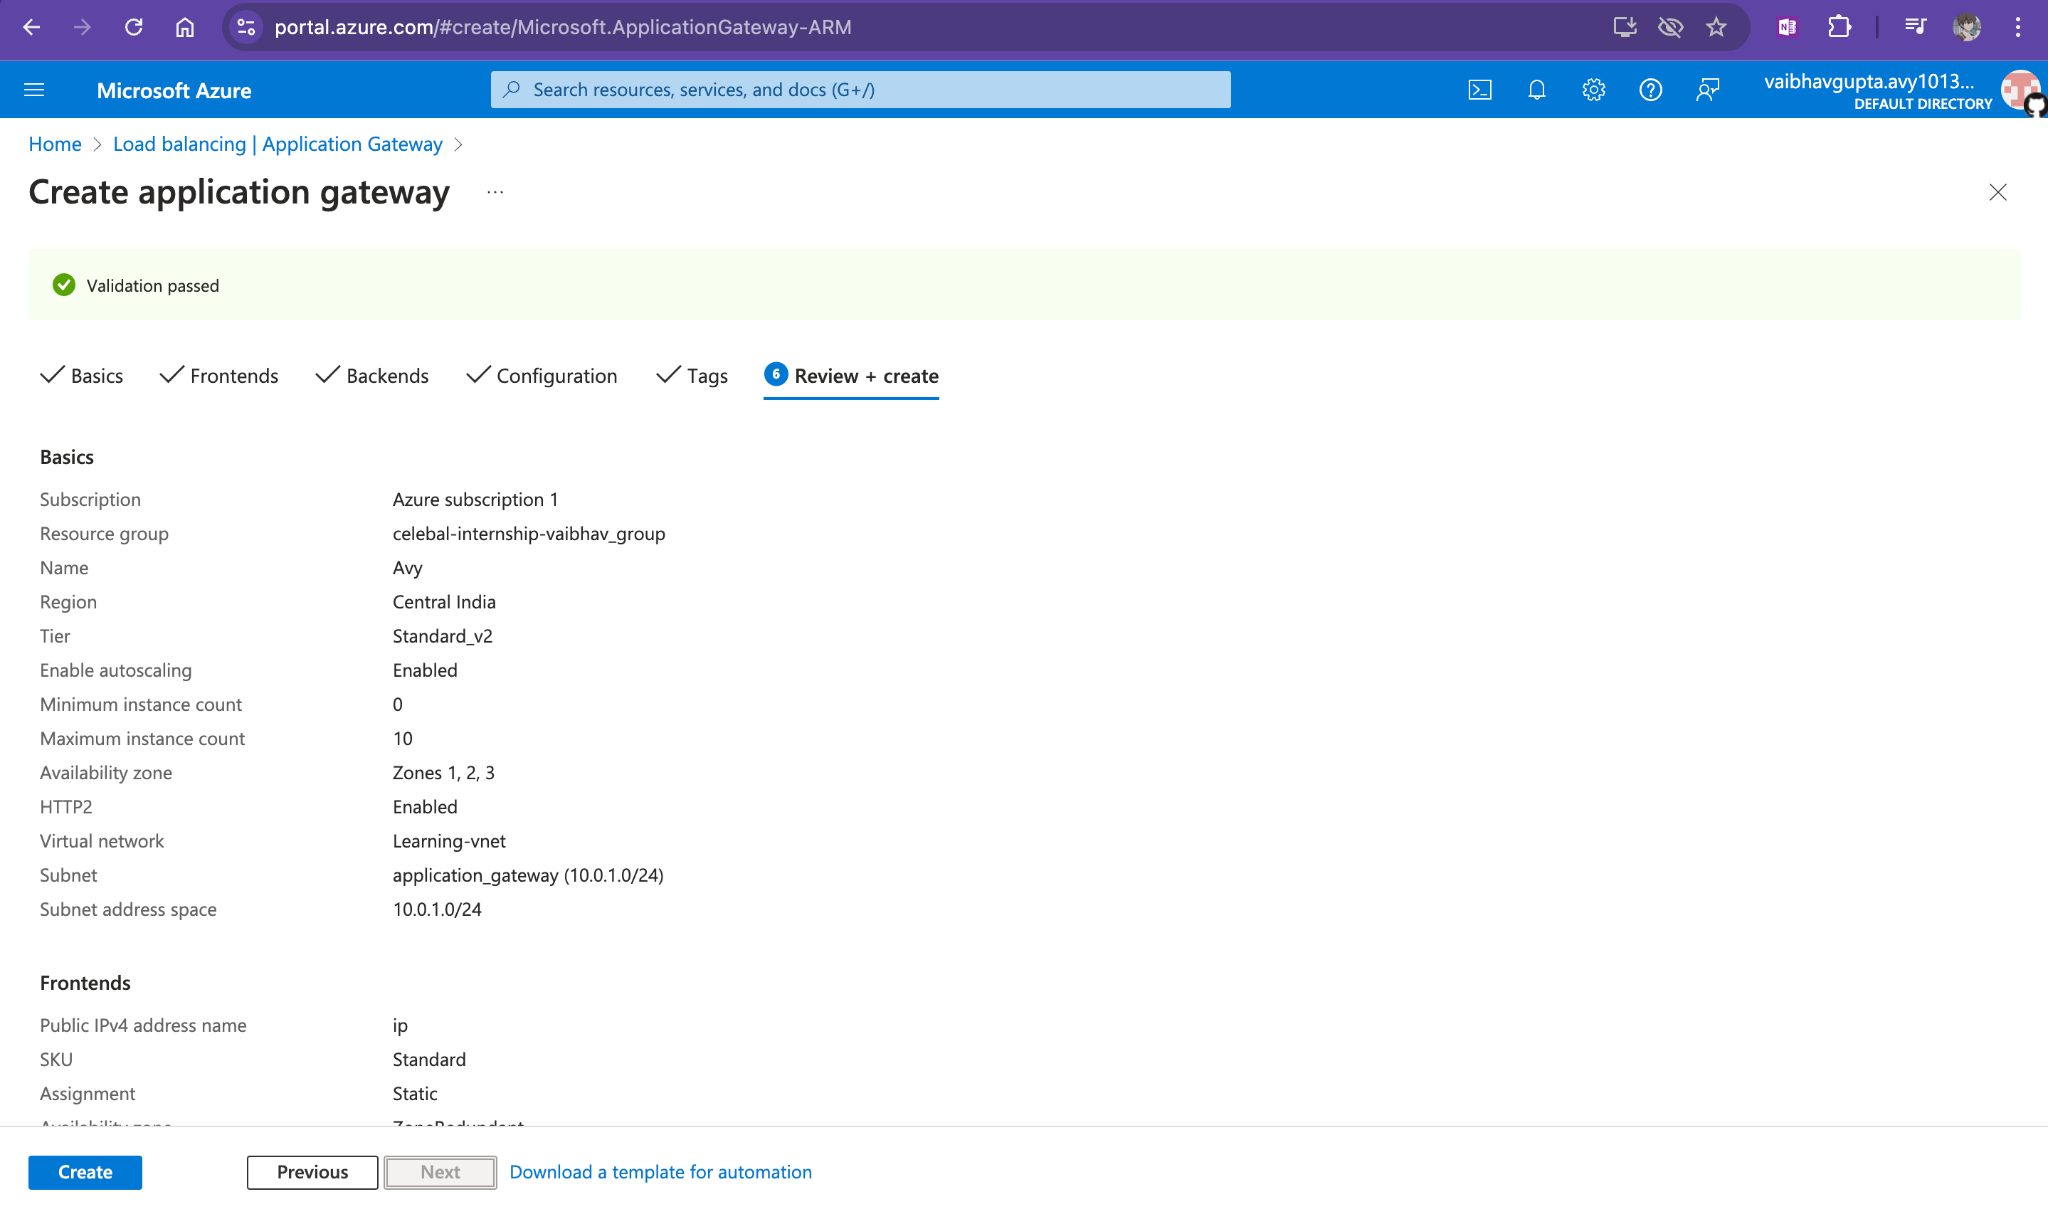 portal.azure.com/#create/Microsoft.ApplicationGateway-ARM
Microsoft Azure
Search resources, services, and docs (G+/)
vaibhavgupta.avy1013...
DEFAULT DIRECTORY
Home > Load balancing | Application Gateway >
Create application gateway ...
Validation passed
Basics Frontends Backends Configuration Tags 6 Review + create
Basics
Subscription Azure subscription 1
Resource group celebal-internship-vaibhav_group
Name Avy
Region Central India
Tier Standard_v2
Enable autoscaling Enabled
Minimum instance count 0
Maximum instance count 10
Availability zone Zones 1, 2, 3
HTTP2 Enabled
Virtual network Learning-vnet
Subnet application_gateway (10.0.1.0/24)
Subnet address space 10.0.1.0/24
Frontends
Public IPv4 address name ip
SKU Standard
Assignment Static
Availability zone ZoneRedundant
Create Previous Next Download a template for automation